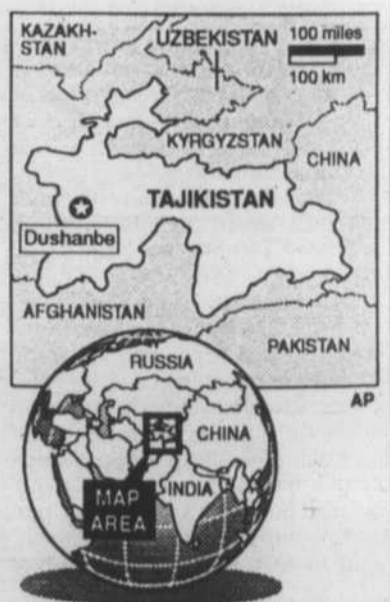 KAZAKH-
STAN
UZBEKISTAN
100 miles
100 km
KYRGYZSTAN
CHINA
TAJIKISTAN
Dushanbe
AFGHANISTAN
PAKISTAN
AP
RUSSIA
CHINA
INDIA
MAP
AREA